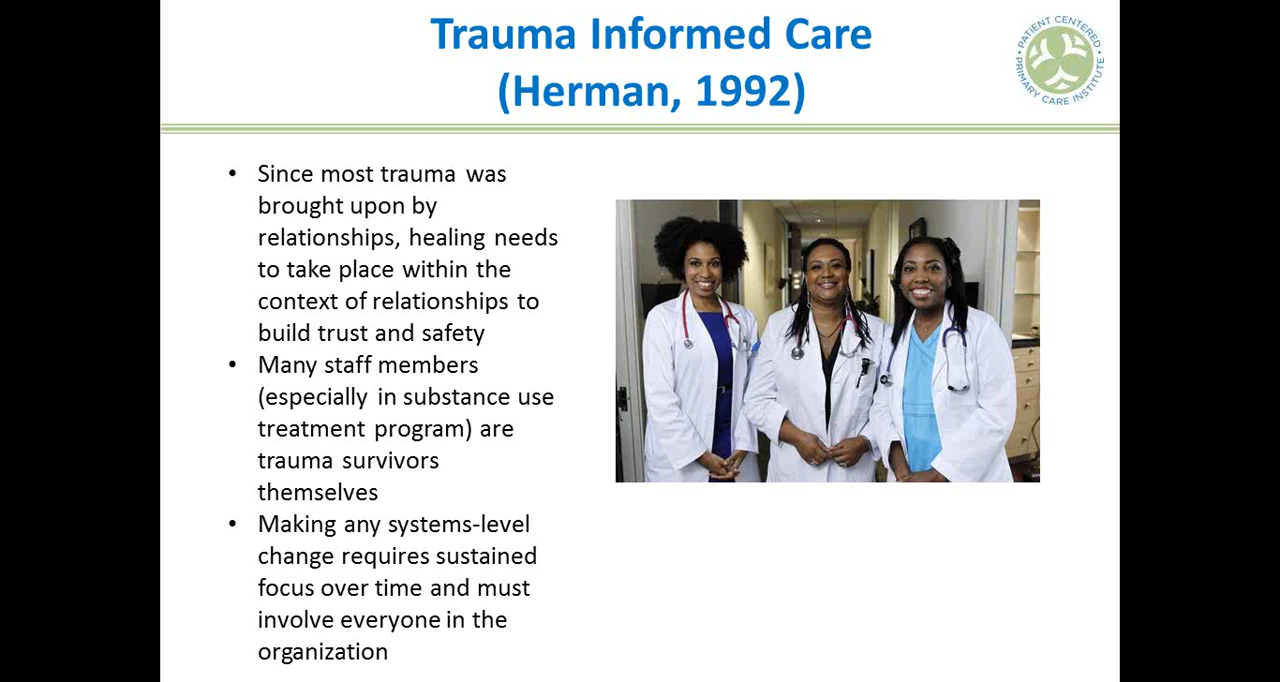 Trauma Informed Care
(Herman, 1992)
PATIENT CENTERED
PRIMARY CARE INSTITUTE
• Since most trauma was
brought upon by
relationships, healing needs
to take place within the
context of relationships to
build trust and safety
• Many staff members
(especially in substance use
treatment program) are
trauma survivors
themselves
• Making any systems-level
change requires sustained
focus over time and must
involve everyone in the
organization